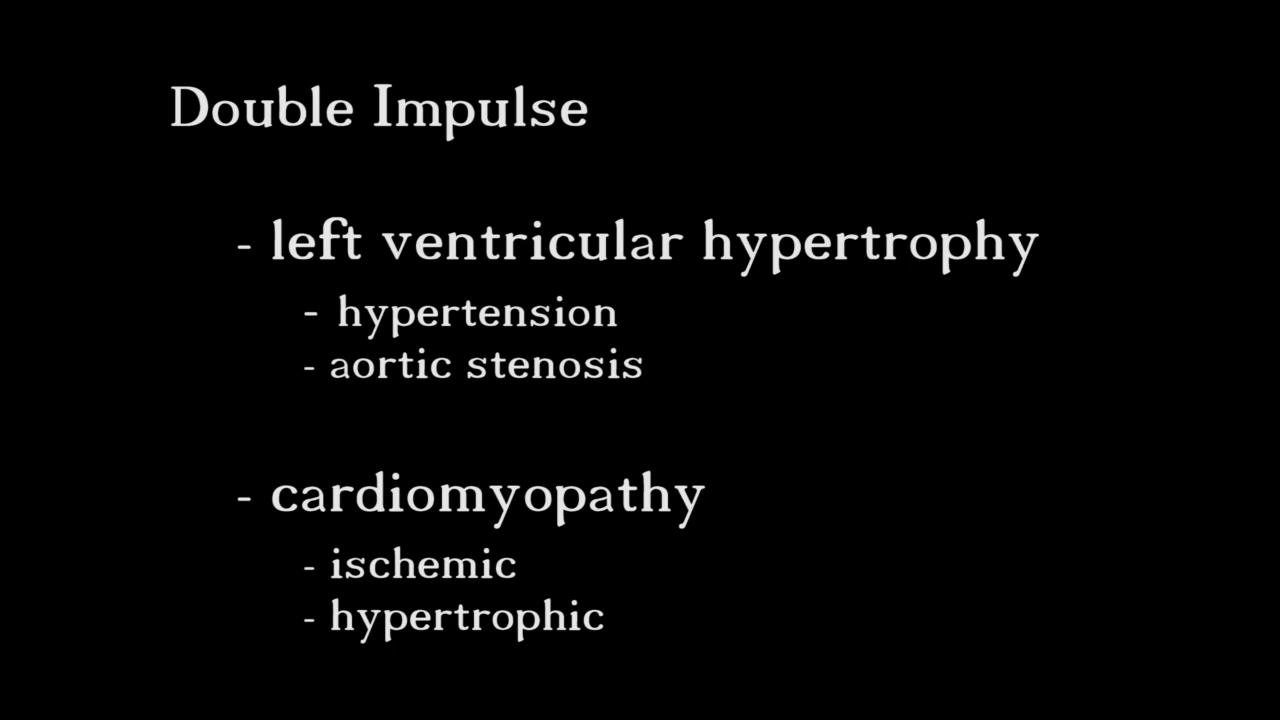 Double Impulse
- left ventricular hypertrophy
- hypertension
- aortic stenosis
- cardiomyopathy
- ischemic
- hypertrophic